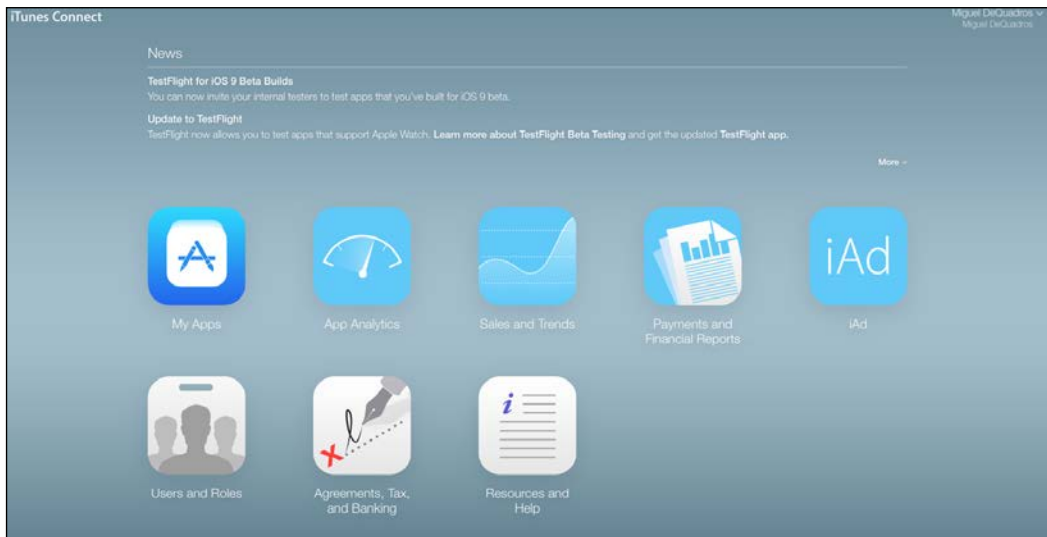 iTunes Connect
Miguel DeQuadros
Miguel DeQuadros
News
TestFlight for iOS 9 Beta Builds
You can now invite your internal testers to test apps that you've built for iOS 9 beta.
Update to TestFlight
TestFlight now allows you to test apps that support Apple Watch. Learn more about TestFlight Beta Testing and get the updated TestFlight app.
More
My Apps
App Analytics
Sales and Trends
Payments and
Financial Reports
iAd
iAd
Users and Roles
Agreements, Tax,
and Banking
Resources and
Help